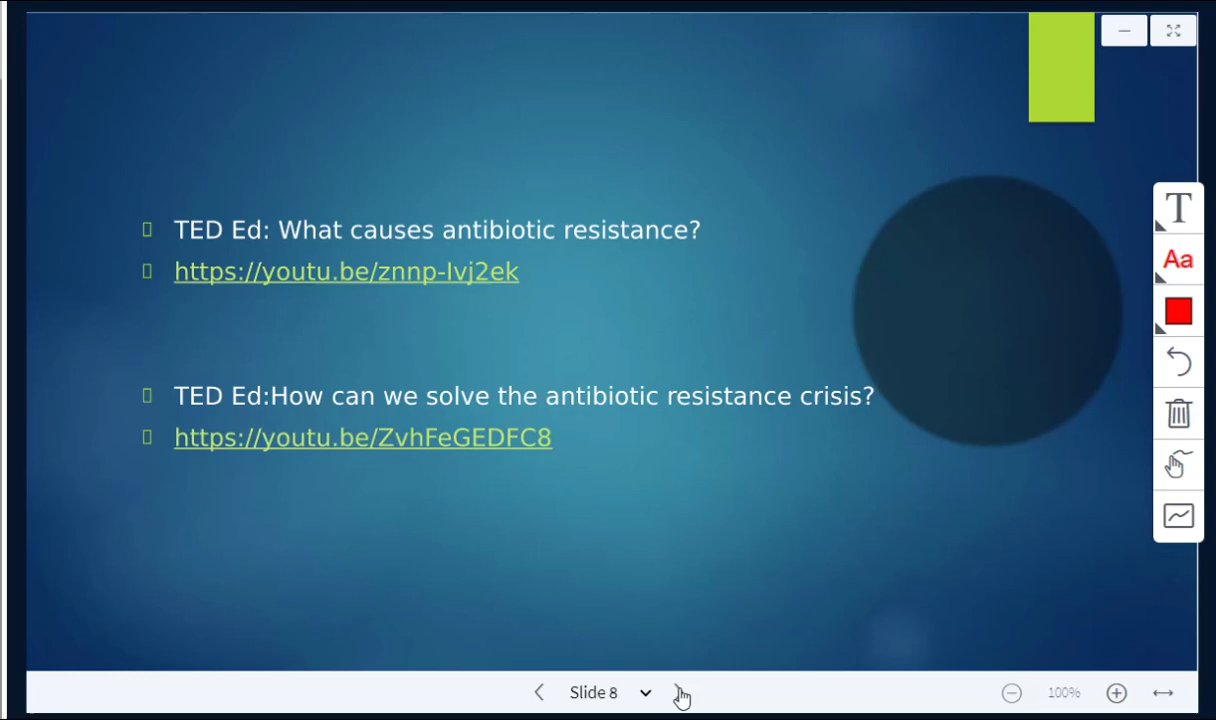 TED Ed: What causes antibiotic resistance?
https://youtu.be/znnp-Ivj2ek
TED Ed:How can we solve the antibiotic resistance crisis?
https://youtu.be/ZvhFeGEDFC8
T
Aa
Slide 8
100%